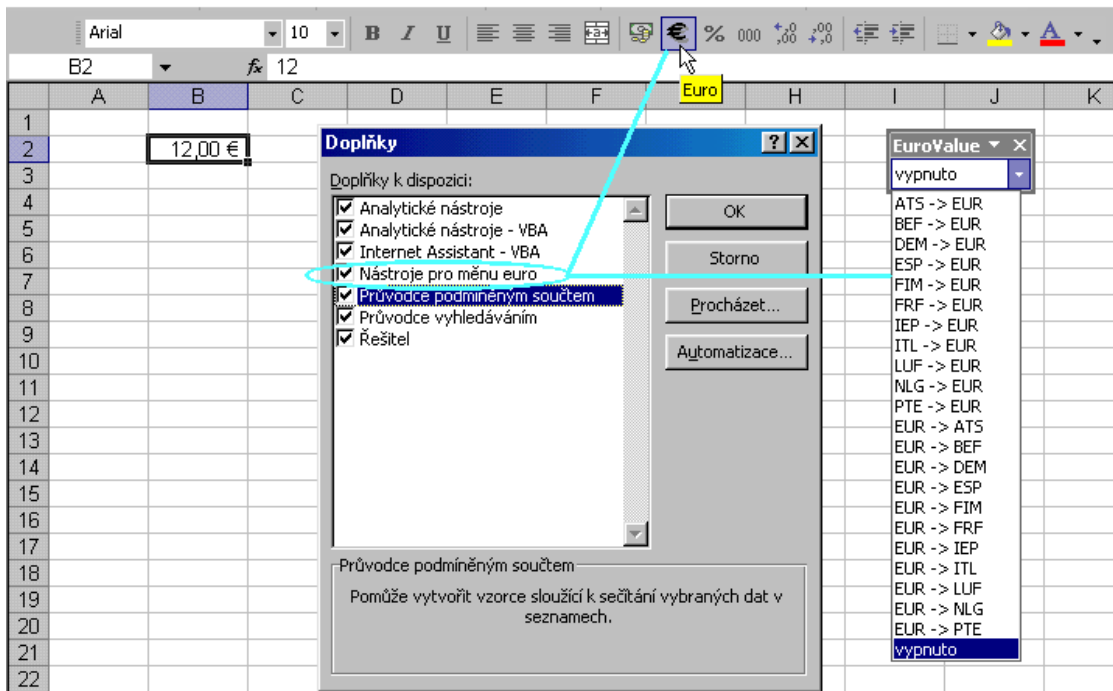 Arial 10 B I U € % 000 ,00 ,00
B2 fx 12
Euro
A B C D E F H I J K
1
2 12,00 €
3
4
5
6
7
8
9
10
11
12
13
14
15
16
17
18
19
20
21
22
Doplňky
Doplňky k dispozici:
Analytické nástroje
Analytické nástroje - VBA
Internet Assistant - VBA
Nástroje pro měnu euro
Průvodce podmíněným součtem
Průvodce vyhledáváním
Řešitel
OK
Storno
Procházet...
Automatizace...
Průvodce podmíněným součtem
Pomůže vytvořit vzorce sloužící k sečítání vybraných dat v
seznamech.
EuroValue
vypnuto
ATS -> EUR
BEF -> EUR
DEM -> EUR
ESP -> EUR
FIM -> EUR
FRF -> EUR
IEP -> EUR
ITL -> EUR
LUF -> EUR
NLG -> EUR
PTE -> EUR
EUR -> ATS
EUR -> BEF
EUR -> DEM
EUR -> ESP
EUR -> FIM
EUR -> FRF
EUR -> IEP
EUR -> ITL
EUR -> LUF
EUR -> NLG
EUR -> PTE
vypnuto